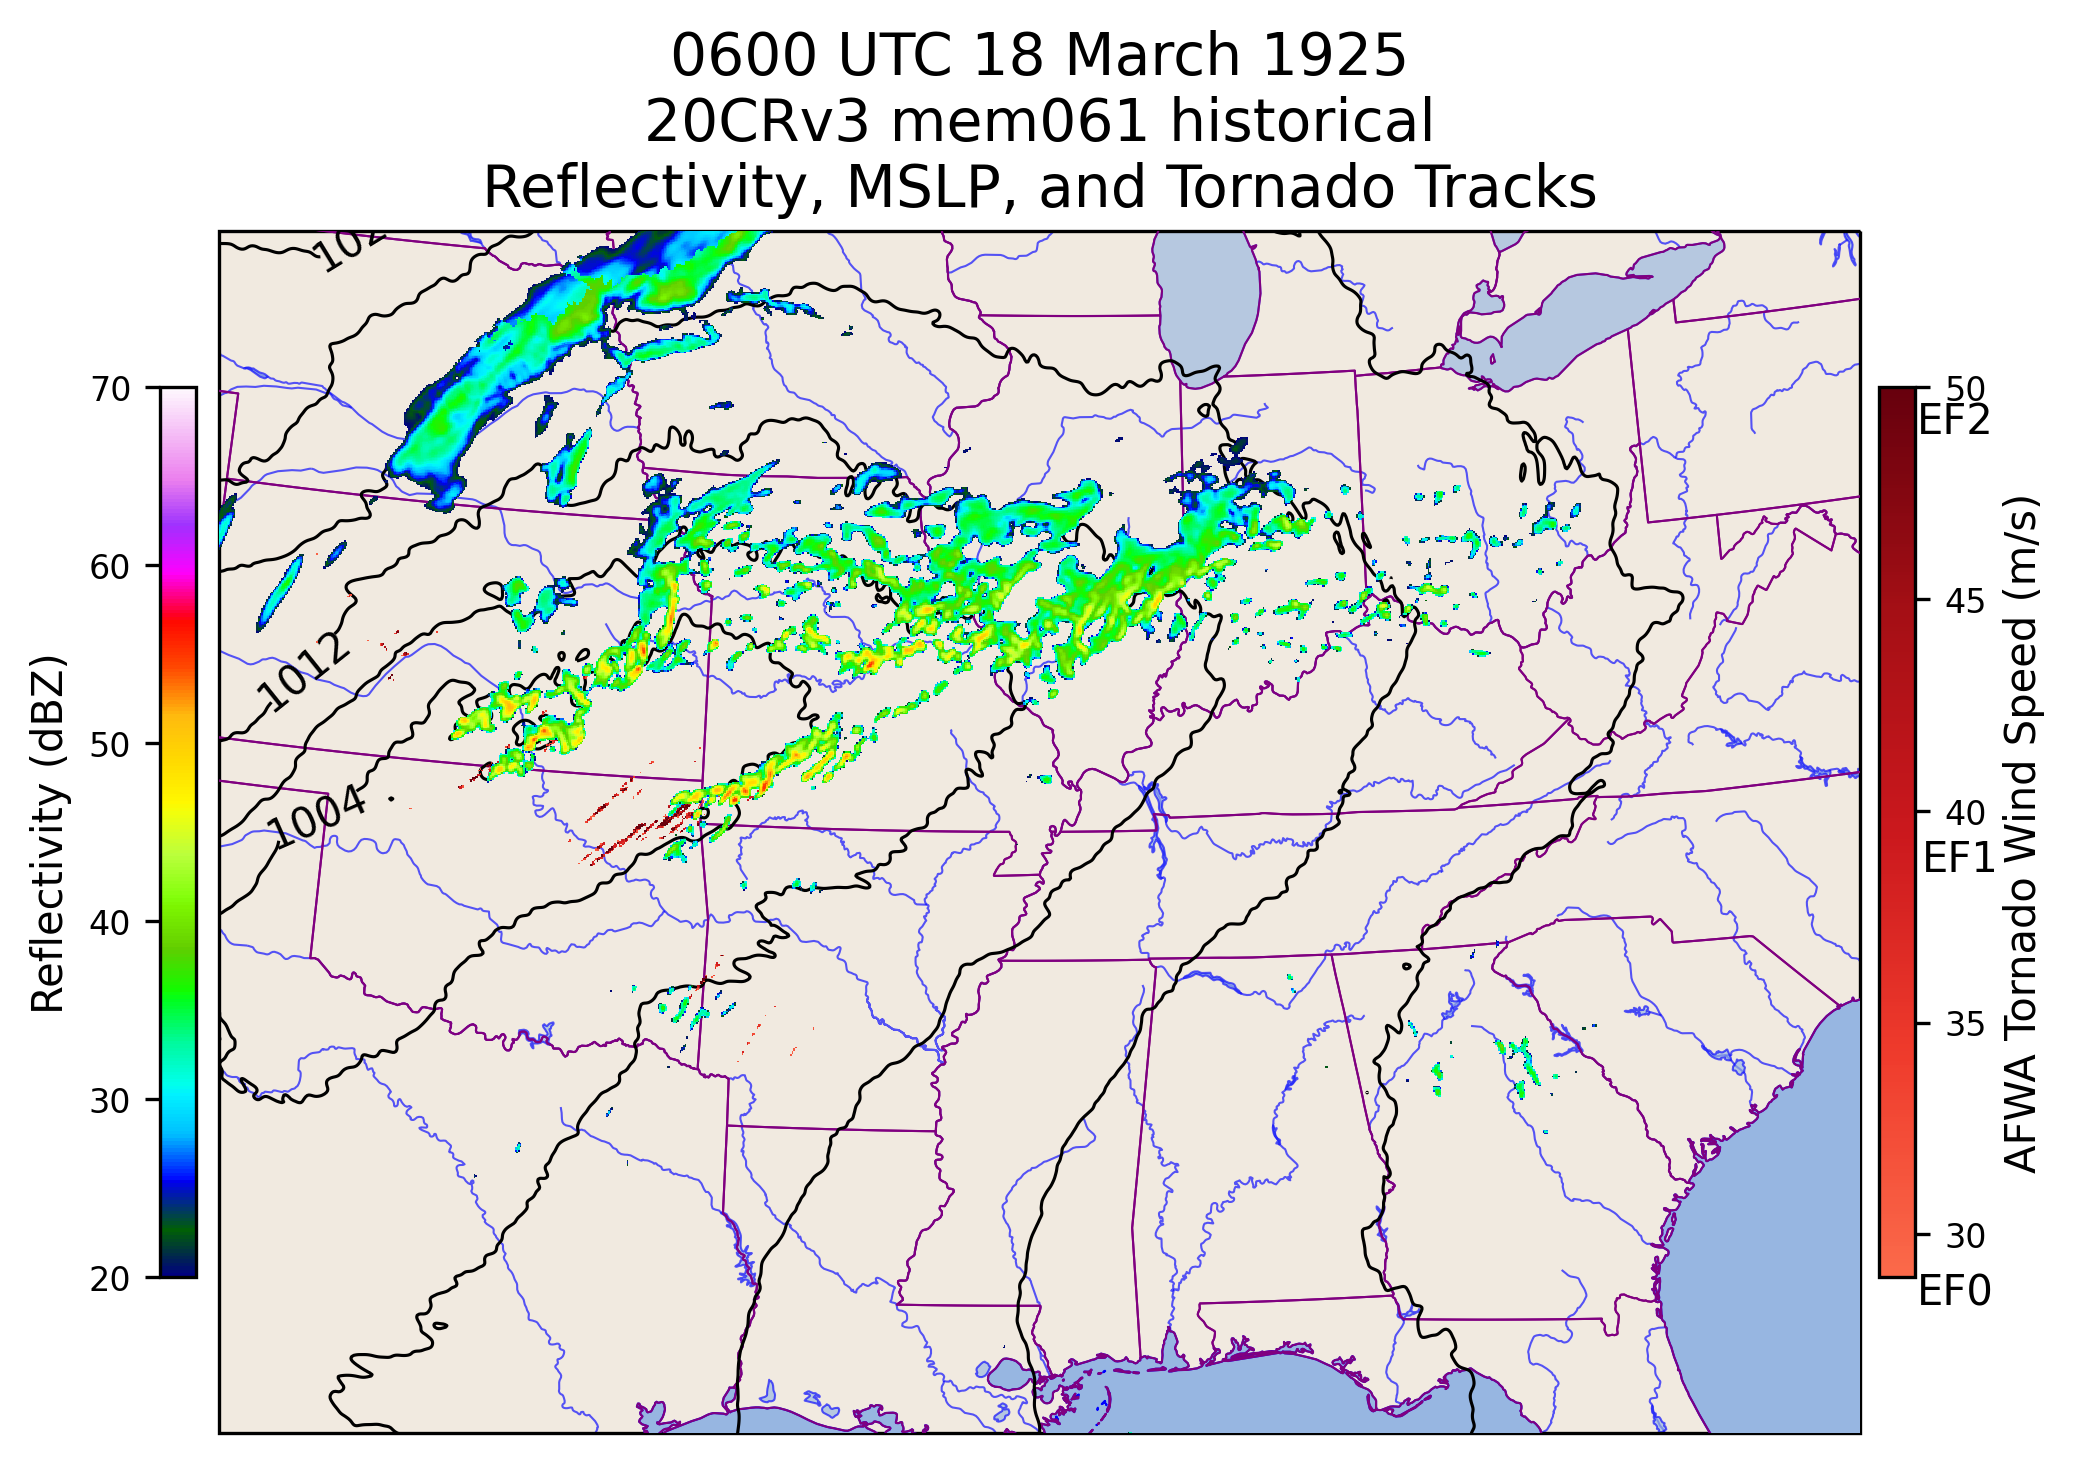 0600 UTC 18 March 1925
20CRv3 mem061 historical
Reflectivity, MSLP, and Tornado Tracks
102
1012
1004
Reflectivity (dBZ)
70
60
50
40
30
20
50
EF2
45
40
EF1
35
30
EF0
AFWA Tornado Wind Speed (m/s)